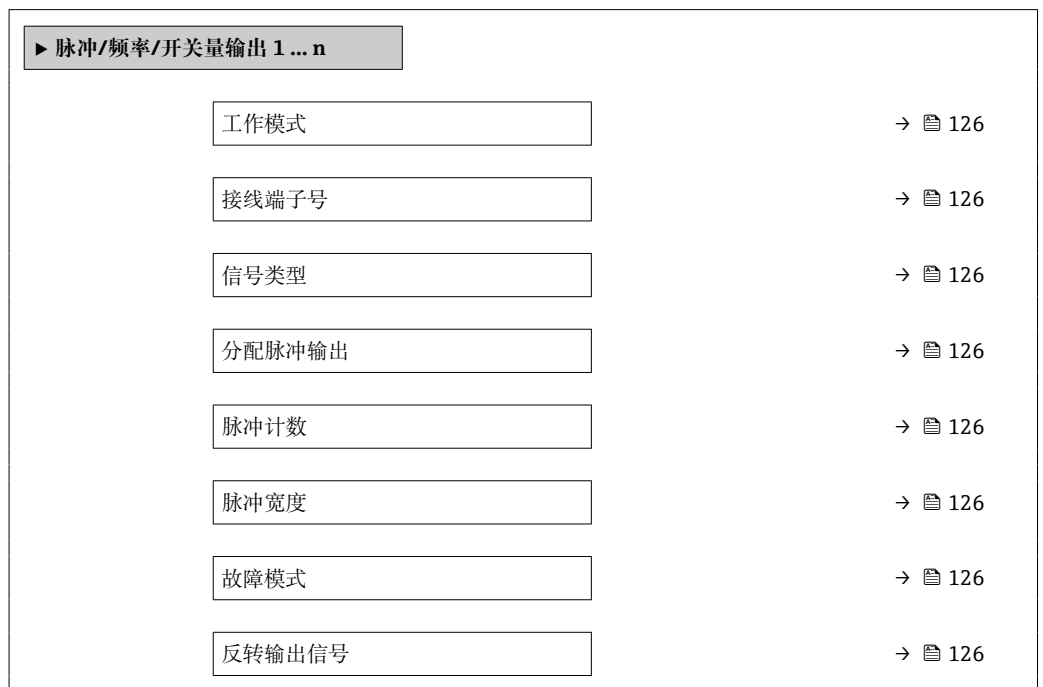 ▶ 脉冲/频率/开关量输出 1 ... n
工作模式 → 126
接线端子号 → 126
信号类型 → 126
分配脉冲输出 → 126
脉冲计数 → 126
脉冲宽度 → 126
故障模式 → 126
反转输出信号 → 126